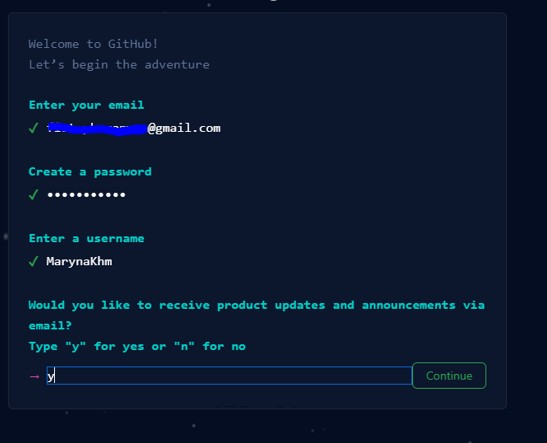 Welcome to GitHub!
Let’s begin the adventure
Enter your email
✓ @gmail.com
Create a password
✓ •••••••••••
Enter a username
✓ MarynaKhm
Would you like to receive product updates and announcements via
email?
Type "y" for yes or "n" for no
→ y Continue